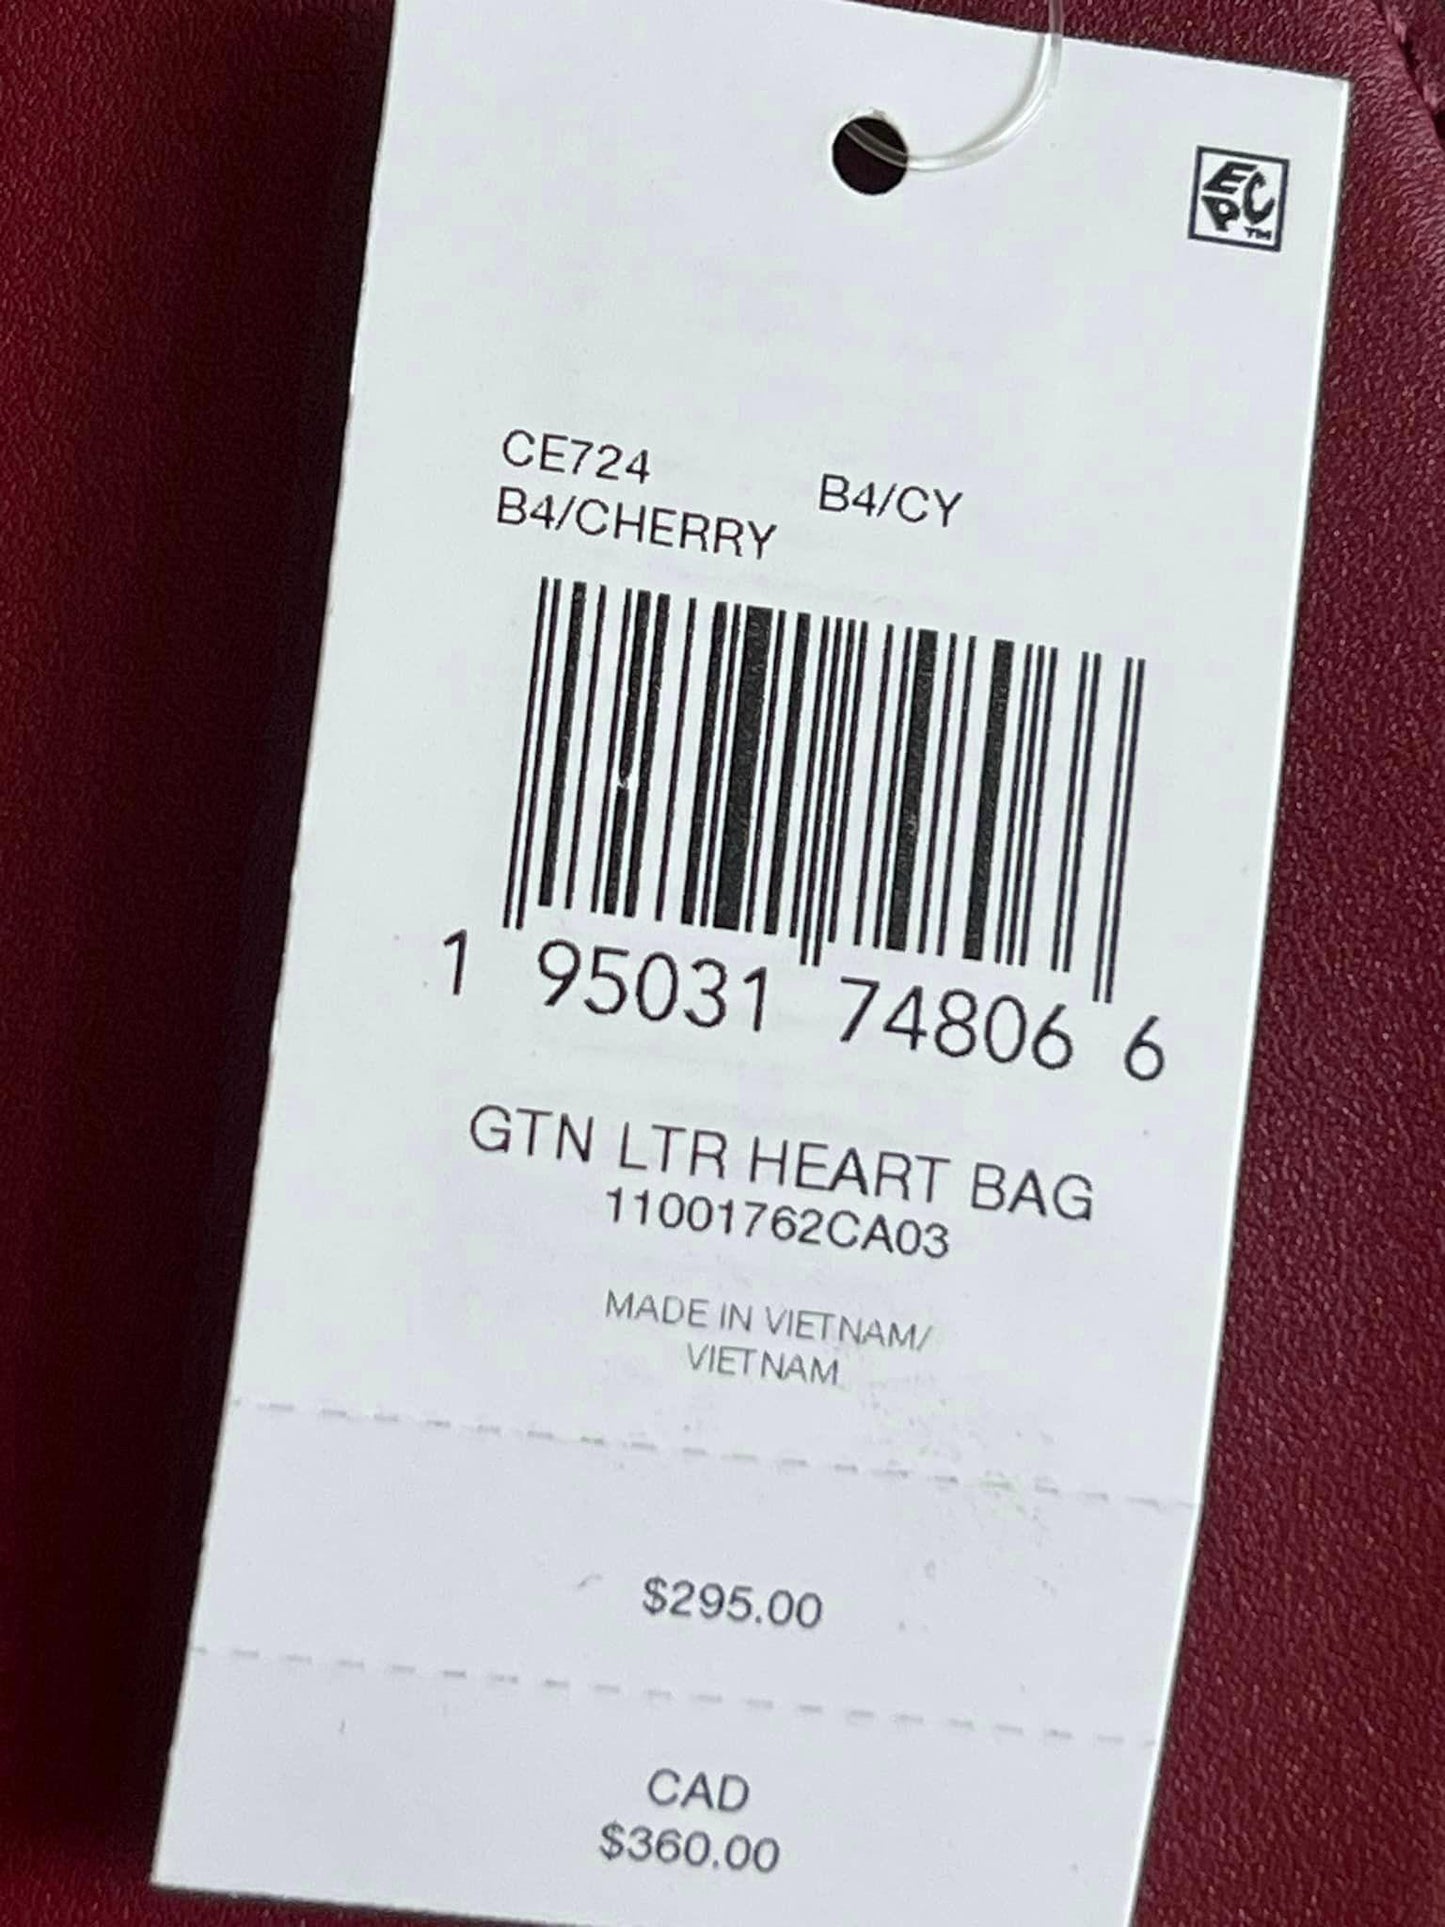 EPC™
CE724 B4/CY
B4/CHERRY
1 95031 74806 6
GTN LTR HEART BAG
11001762CA03
MADE IN VIETNAM/
VIETNAM
$295.00
CAD
$360.00